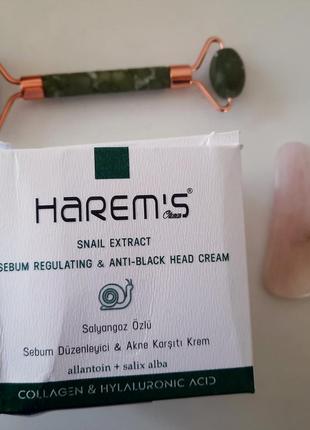 HAREM'S®
SNAIL EXTRACT
SEBUM REGULATING & ANTI-BLACK HEAD CREAM
Salyangoz Özlü
Sebum Düzenleyici & Akne Karşıtı Krem
allantoin + salix alba
COLLAGEN & HYLALURONIC ACID